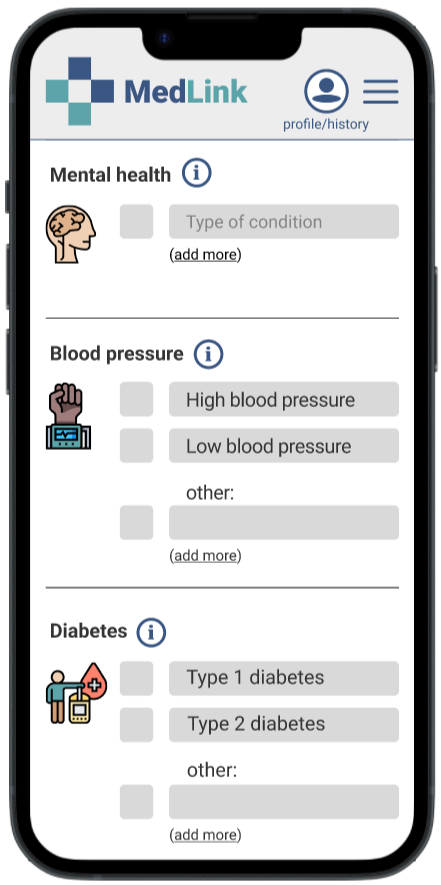 MedLink
profile/history
Mental health i
Type of condition
(add more)
Blood pressure i
High blood pressure
Low blood pressure
other:
(add more)
Diabetes i
Type 1 diabetes
Type 2 diabetes
other:
(add more)